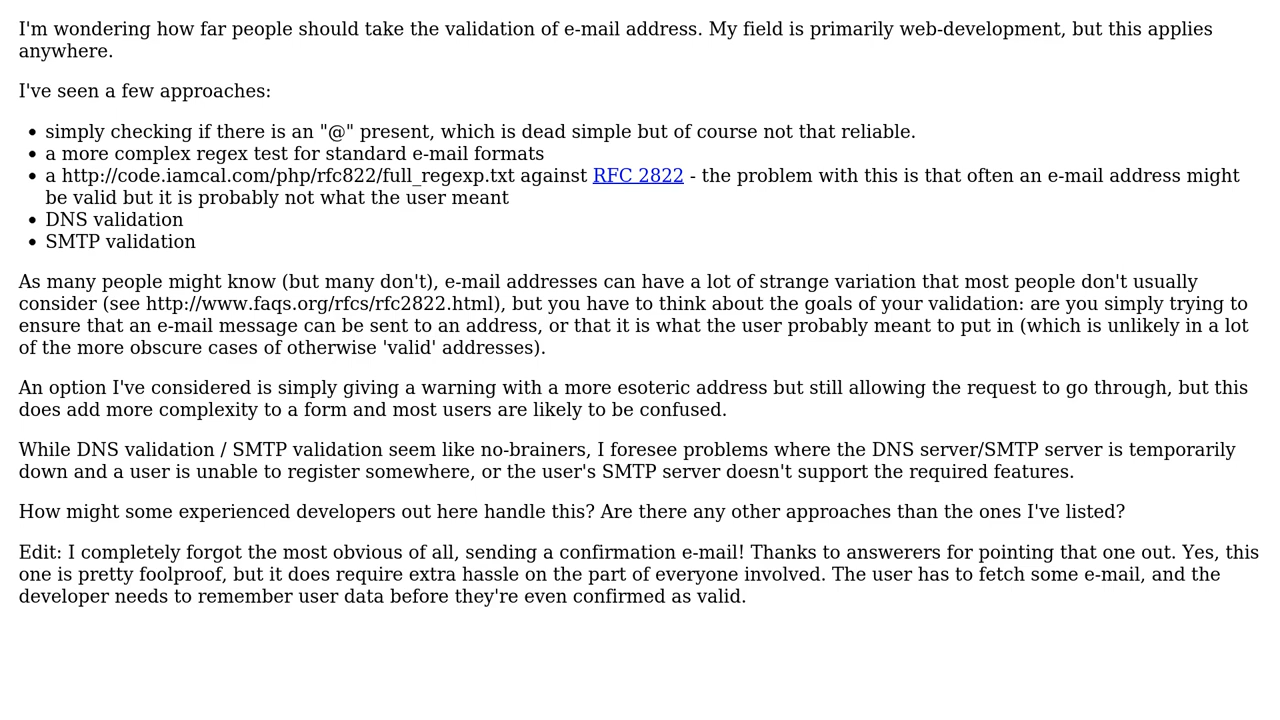 I'm wondering how far people should take the validation of e-mail address. My field is primarily web-development, but this applies
anywhere.
I've seen a few approaches:
• simply checking if there is an "@" present, which is dead simple but of course not that reliable.
• a more complex regex test for standard e-mail formats
• a http://code.iamcal.com/php/rfc822/full_regexp.txt against RFC 2822 - the problem with this is that often an e-mail address might
be valid but it is probably not what the user meant
• DNS validation
• SMTP validation
As many people might know (but many don't), e-mail addresses can have a lot of strange variation that most people don't usually
consider (see http://www.faqs.org/rfcs/rfc2822.html), but you have to think about the goals of your validation: are you simply trying to
ensure that an e-mail message can be sent to an address, or that it is what the user probably meant to put in (which is unlikely in a lot
of the more obscure cases of otherwise 'valid' addresses).
An option I've considered is simply giving a warning with a more esoteric address but still allowing the request to go through, but this
does add more complexity to a form and most users are likely to be confused.
While DNS validation / SMTP validation seem like no-brainers, I foresee problems where the DNS server/SMTP server is temporarily
down and a user is unable to register somewhere, or the user's SMTP server doesn't support the required features.
How might some experienced developers out here handle this? Are there any other approaches than the ones I've listed?
Edit: I completely forgot the most obvious of all, sending a confirmation e-mail! Thanks to answerers for pointing that one out. Yes, this
one is pretty foolproof, but it does require extra hassle on the part of everyone involved. The user has to fetch some e-mail, and the
developer needs to remember user data before they're even confirmed as valid.